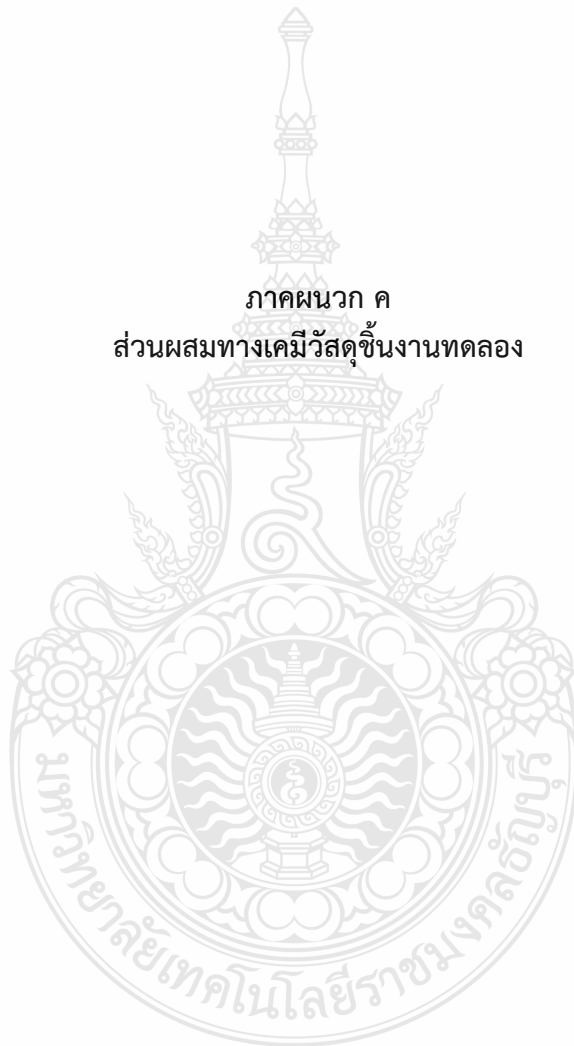 ภาคผนวก ค
ส่วนผสมทางเคมีวัสดุชิ้นงานทดลอง
มหาวิทยาลัยเทคโนโลยีราชมงคลธัญบุรี